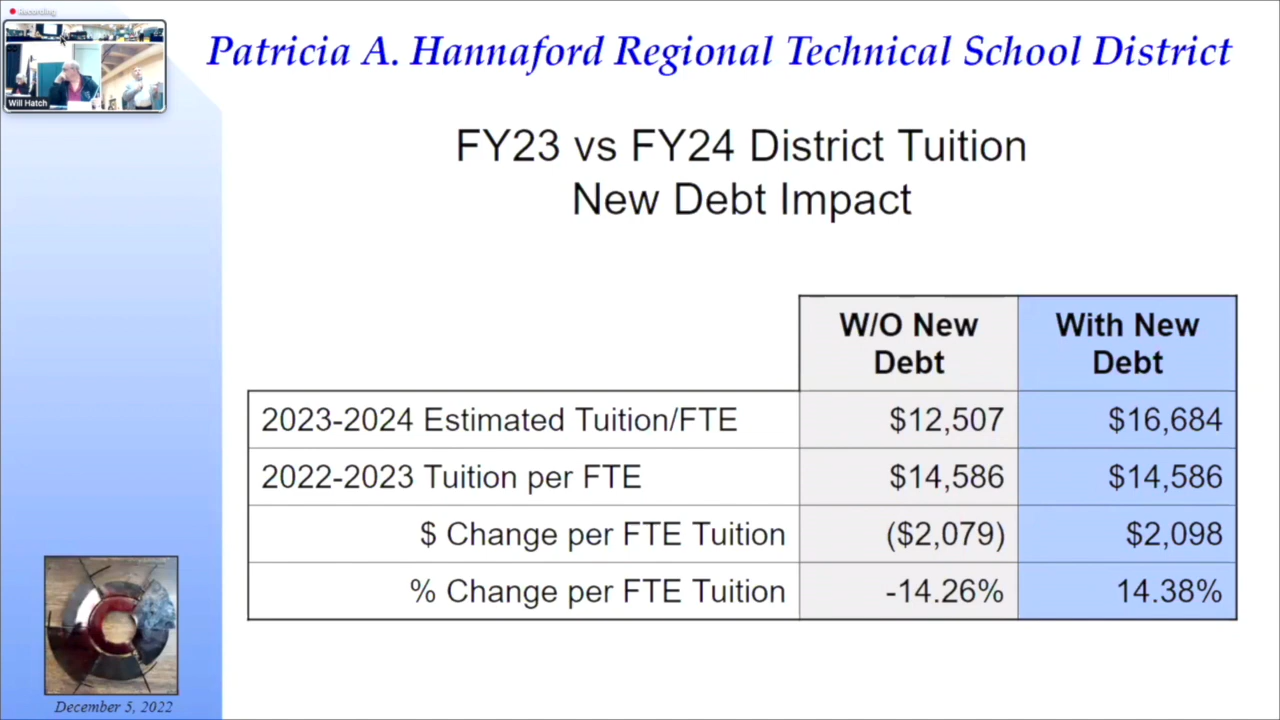 Recording
Patricia A. Hannaford Regional Technical School District
Will Hatch
FY23 vs FY24 District Tuition
New Debt Impact
W/O New Debt
With New Debt
2023-2024 Estimated Tuition/FTE $12,507 $16,684
2022-2023 Tuition per FTE $14,586 $14,586
$ Change per FTE Tuition ($2,079) $2,098
% Change per FTE Tuition -14.26% 14.38%
December 5, 2022